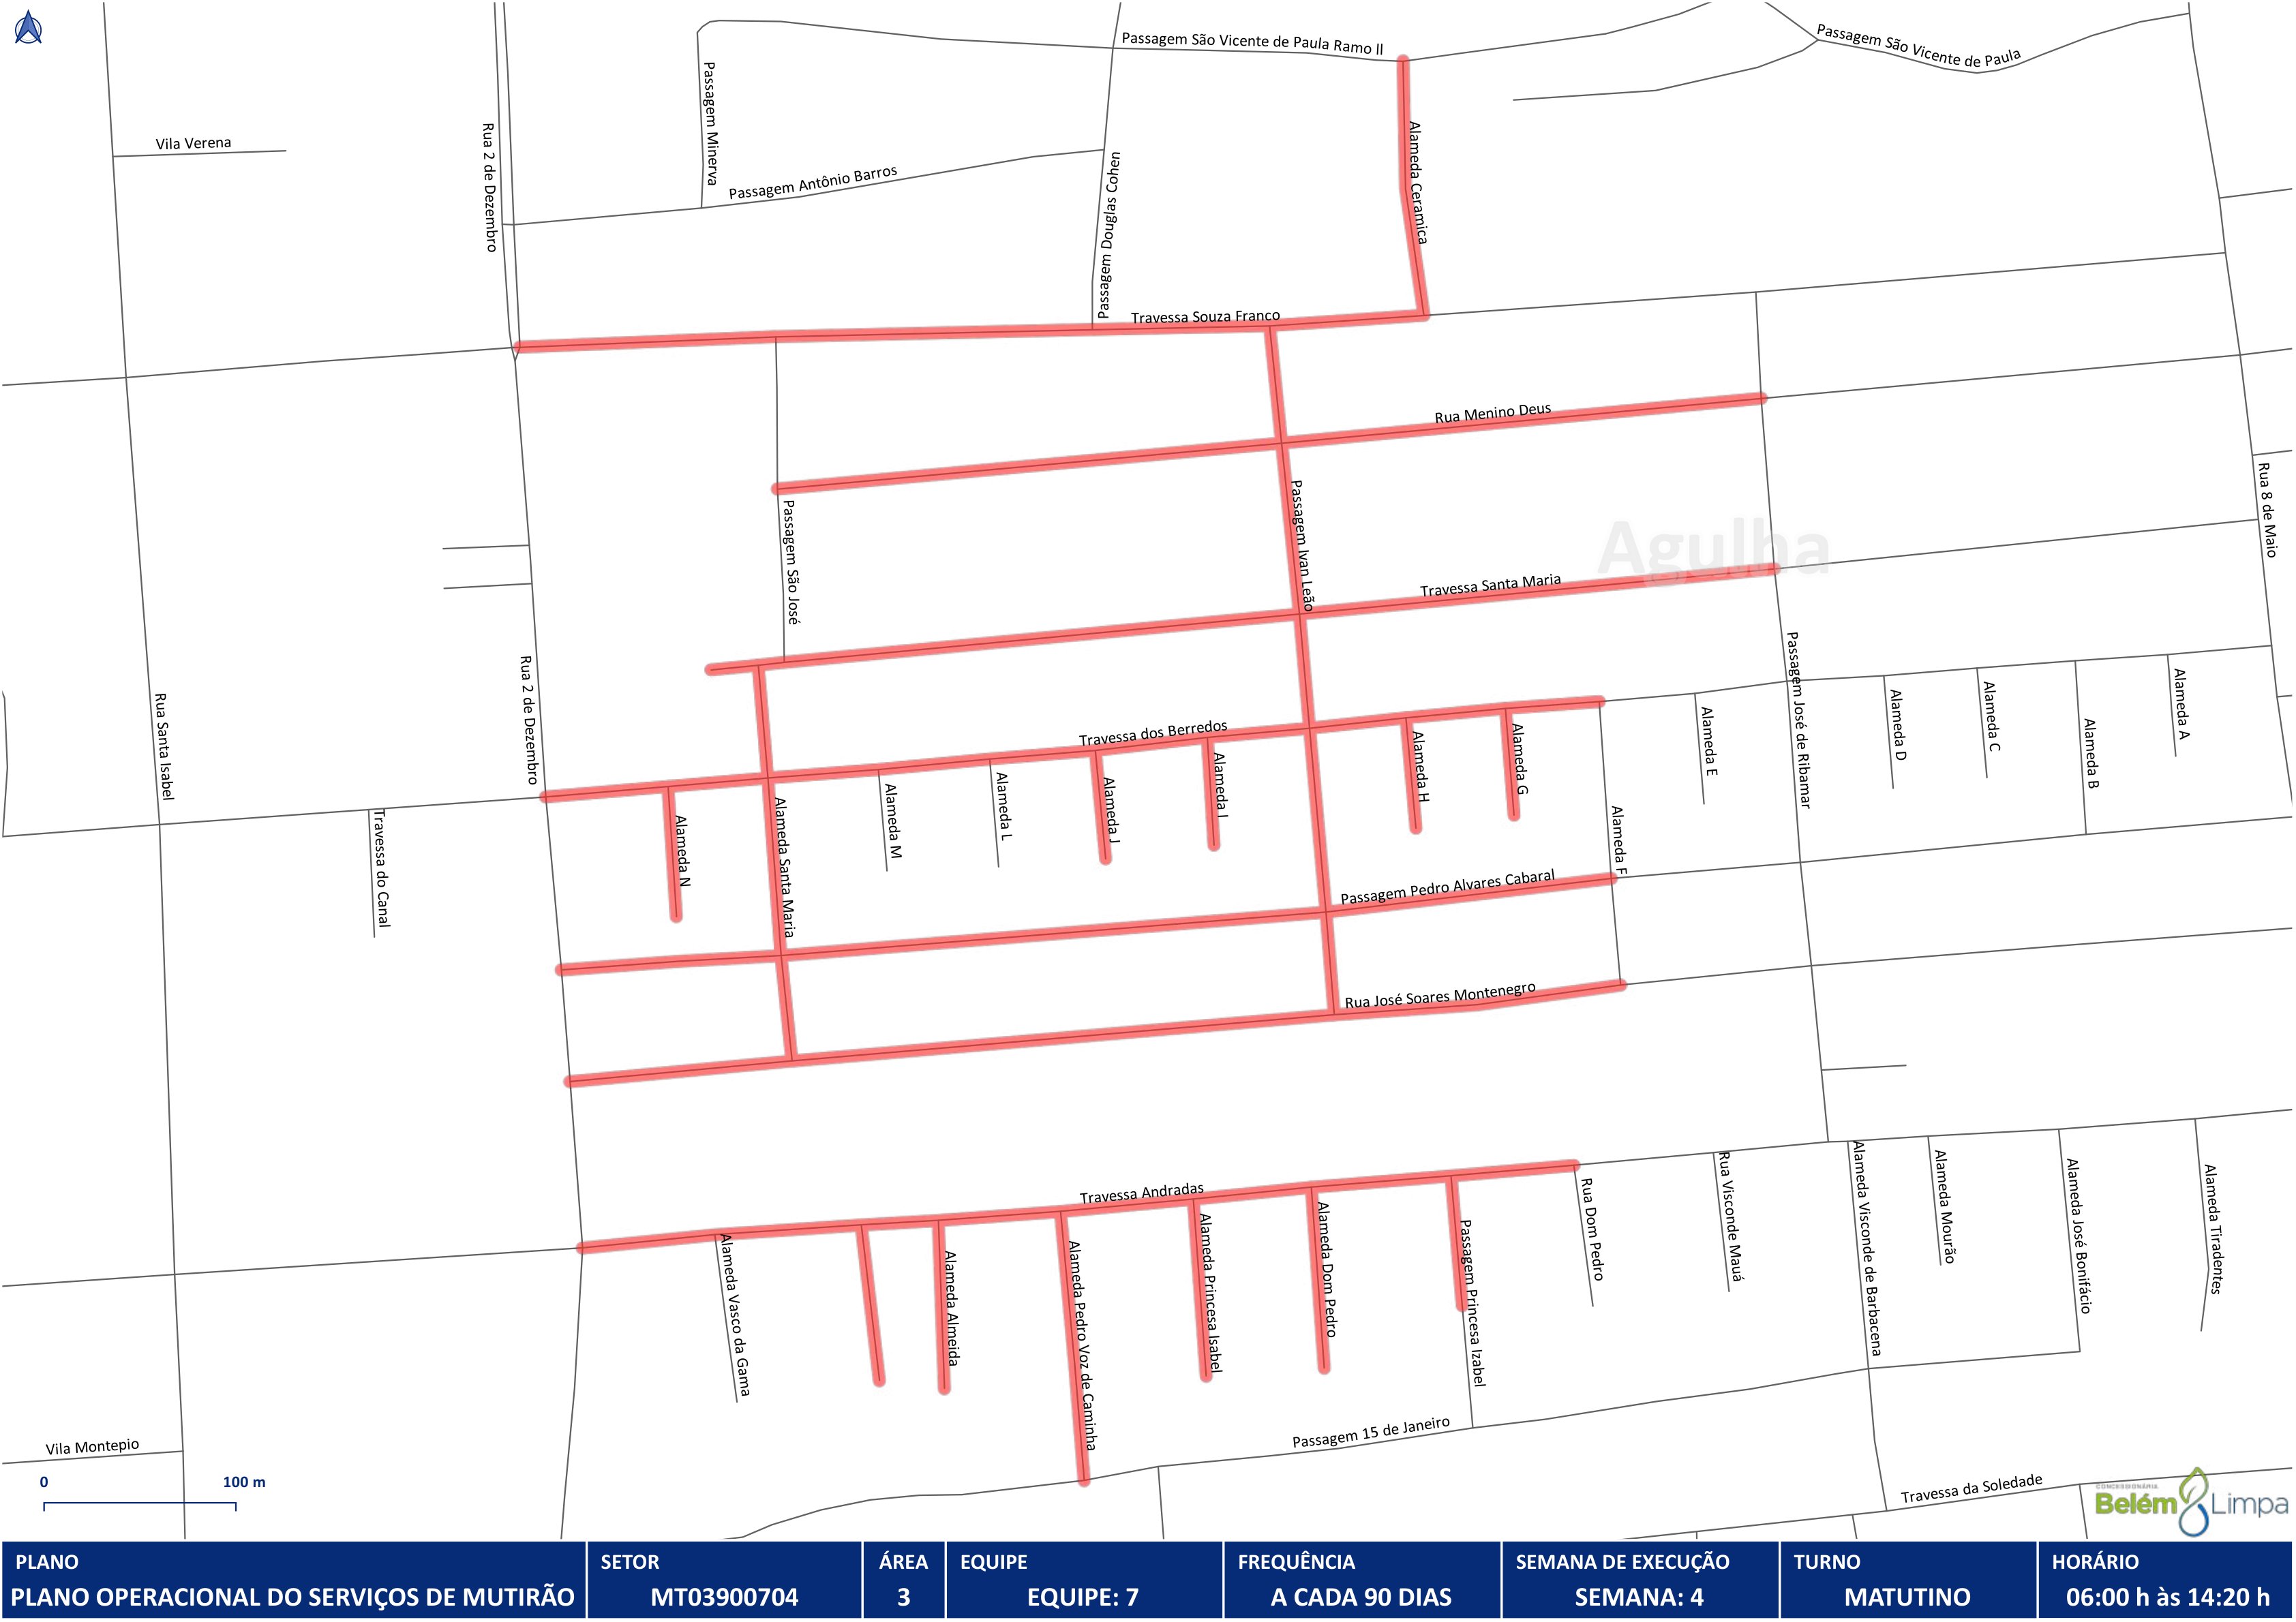 Passagem São Vicente de Paula Ramo II
Passagem São Vicente de Paula
Passagem Minerva
Vila Verena
Rua 2 de Dezembro
Passagem Antônio Barros
Passagem Douglas Cohen
Alameda Ceramica
Travessa Souza Franco
Rua Menino Deus
Passagem São José
Passagem Ivan Leão
Agulha
Rua 8 de Maio
Travessa Santa Maria
Rua Santa Isabel
Rua 2 de Dezembro
Passagem José de Ribamar
Travessa dos Berredos
Alameda N
Alameda Santa Maria
Alameda M
Alameda L
Alameda J
Alameda I
Alameda H
Alameda G
Alameda F
Alameda E
Alameda D
Alameda C
Alameda B
Alameda A
Travessa do Canal
Passagem Pedro Alvares Cabaral
Rua José Soares Montenegro
Travessa Andradas
Alameda Vasco da Gama
Alameda Almeida
Alameda Pedro Voz de Caminha
Alameda Princesa Isabel
Alameda Dom Pedro
Passagem Princesa Izabel
Rua Dom Pedro
Rua Visconde Mauá
Alameda Visconde de Barbacena
Alameda Mourão
Alameda José Bonifácio
Alameda Tiradentes
Passagem 15 de Janeiro
Vila Montepio
0 100 m
Travessa da Soledade
CONCESSIONÁRIA
Belém Limpa
PLANO
PLANO OPERACIONAL DO SERVIÇOS DE MUTIRÃO
SETOR
MT03900704
ÁREA
3
EQUIPE
EQUIPE: 7
FREQUÊNCIA
A CADA 90 DIAS
SEMANA DE EXECUÇÃO
SEMANA: 4
TURNO
MATUTINO
HORÁRIO
06:00 h às 14:20 h